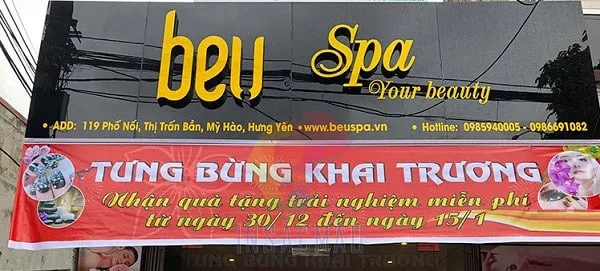 beu Spa
Your beauty
• ADD: 119 Phố Nối, Thị Trấn Bần, Mỹ Hào, Hưng Yên • www.beuspa.vn • Hotline: 0985940005 - 0986691082
TƯNG BỪNG KHAI TRƯƠNG
Nhận quà tặng trải nghiệm miễn phí
từ ngày 30/12 đến ngày 15/1